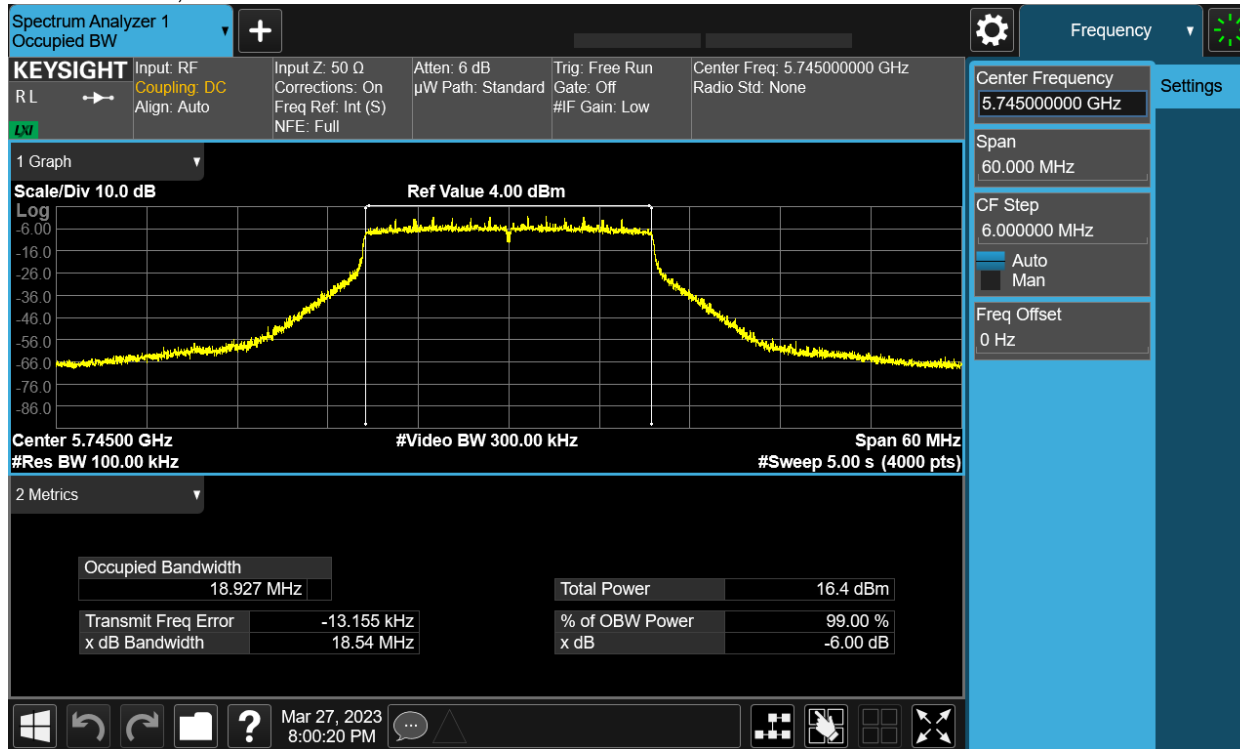 Spectrum Analyzer 1
Occupied BW
+
Frequency
KEYSIGHT
R L
LXI
Input: RF
Coupling: DC
Align: Auto
Input Z: 50 Ω
Corrections: On
Freq Ref: Int (S)
NFE: Full
Atten: 6 dB
µW Path: Standard
Trig: Free Run
Gate: Off
#IF Gain: Low
Center Freq: 5.745000000 GHz
Radio Std: None
Center Frequency
5.745000000 GHz
Settings
Span
60.000 MHz
CF Step
6.000000 MHz
Auto
Man
Freq Offset
0 Hz
1 Graph
Scale/Div 10.0 dB
Ref Value 4.00 dBm
Log
-6.00
-16.0
-26.0
-36.0
-46.0
-56.0
-66.0
-76.0
-86.0
Center 5.74500 GHz
#Video BW 300.00 kHz
Span 60 MHz
#Res BW 100.00 kHz
#Sweep 5.00 s (4000 pts)
2 Metrics
Occupied Bandwidth
18.927 MHz
Total Power 16.4 dBm
Transmit Freq Error -13.155 kHz
% of OBW Power 99.00 %
x dB Bandwidth 18.54 MHz
x dB -6.00 dB
?
Mar 27, 2023
8:00:20 PM